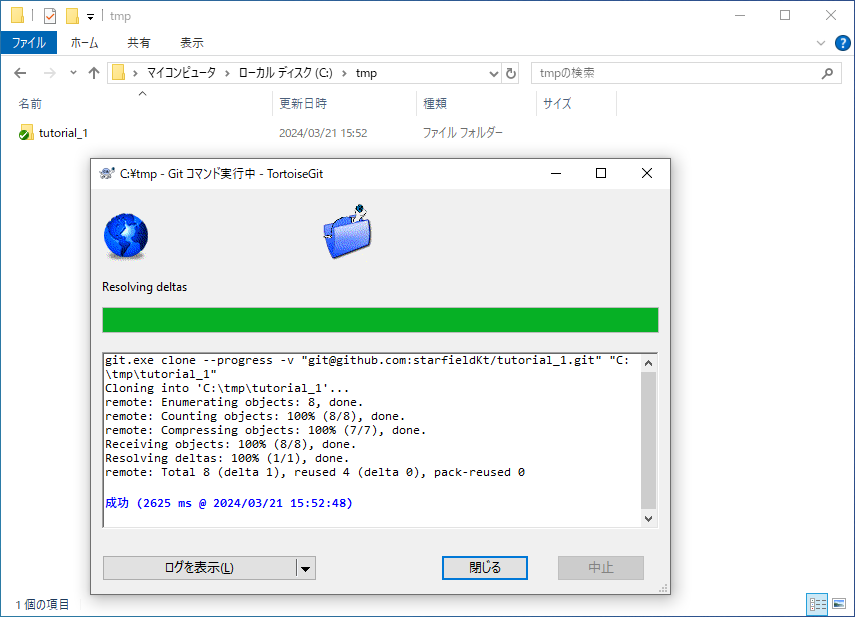 tmp
ファイル ホーム 共有 表示
マイコンピュータ › ローカル ディスク (C:) › tmp
tmpの検索
名前 更新日時 種類 サイズ
tutorial_1 2024/03/21 15:52 ファイル フォルダー
C:¥tmp - Git コマンド実行中 - TortoiseGit
Resolving deltas
git.exe clone --progress -v "git@github.com:starfieldKt/tutorial_1.git" "C:
\tmp\tutorial_1"
Cloning into 'C:\tmp\tutorial_1'...
remote: Enumerating objects: 8, done.
remote: Counting objects: 100% (8/8), done.
remote: Compressing objects: 100% (7/7), done.
Receiving objects: 100% (8/8), done.
Resolving deltas: 100% (1/1), done.
remote: Total 8 (delta 1), reused 4 (delta 0), pack-reused 0
成功 (2625 ms @ 2024/03/21 15:52:48)
ログを表示(L) 閉じる 中止
1 個の項目